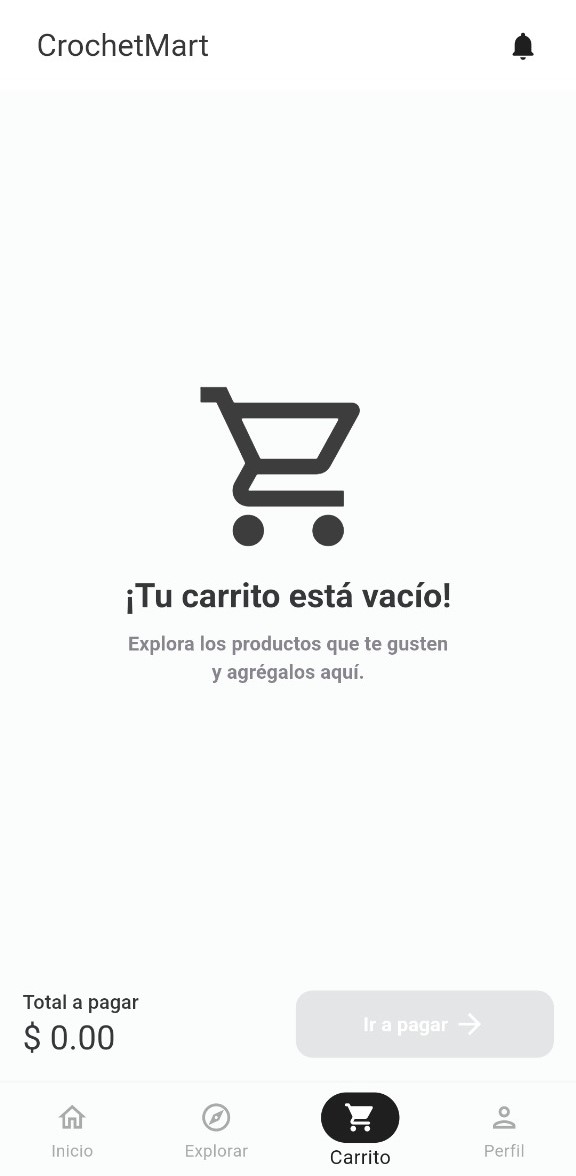 CrochetMart
¡Tu carrito está vacío!
Explora los productos que te gusten
y agrégalos aquí.
Total a pagar
$ 0.00
Ir a pagar
Inicio
Explorar
Carrito
Perfil